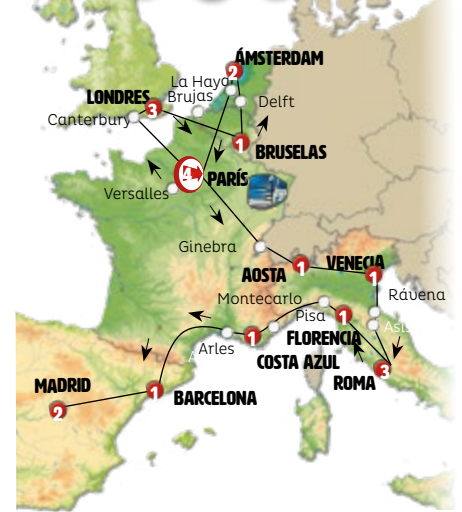 ÁMSTERDAM
2
La Haya
Brujas
LONDRES
3
Delft
Canterbury
1
BRUSELAS
4
PARÍS
Versalles
Ginebra
AOSTA
1
VENECIA
1
Rávena
Montecarlo
Pisa
1
FLORENCIA
Asís
Arles
1
COSTA AZUL
ROMA
3
MADRID
2
1
BARCELONA